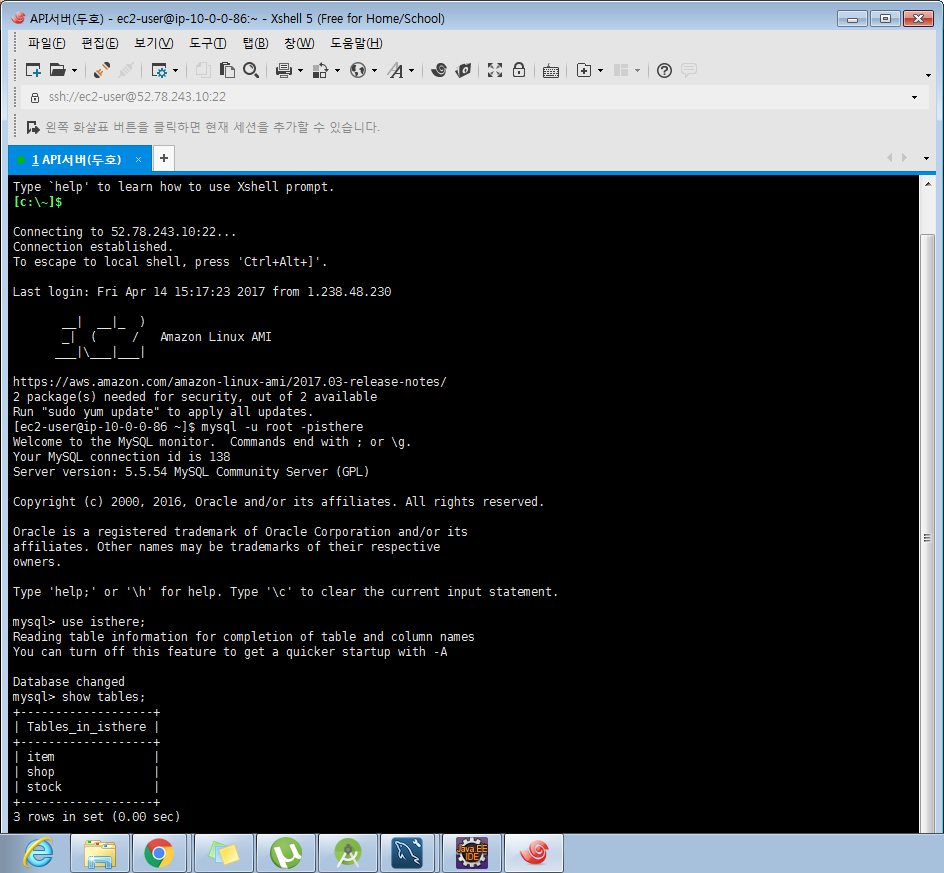 API서버(두호) - ec2-user@ip-10-0-0-86:~ - Xshell 5 (Free for Home/School)
파일(F) 편집(E) 보기(V) 도구(T) 탭(B) 창(W) 도움말(H)
ssh://ec2-user@52.78.243.10:22
왼쪽 화살표 버튼을 클릭하면 현재 세션을 추가할 수 있습니다.
1 API서버(두호) × +
Type `help' to learn how to use Xshell prompt.
[c:\~]$
Connecting to 52.78.243.10:22...
Connection established.
To escape to local shell, press 'Ctrl+Alt+]'.
Last login: Fri Apr 14 15:17:23 2017 from 1.238.48.230
       __|  __|_  )
       _|  (     /   Amazon Linux AMI
      ___|\___|___|
https://aws.amazon.com/amazon-linux-ami/2017.03-release-notes/
2 package(s) needed for security, out of 2 available
Run "sudo yum update" to apply all updates.
[ec2-user@ip-10-0-0-86 ~]$ mysql -u root -pisthere
Welcome to the MySQL monitor.  Commands end with ; or \g.
Your MySQL connection id is 138
Server version: 5.5.54 MySQL Community Server (GPL)
Copyright (c) 2000, 2016, Oracle and/or its affiliates. All rights reserved.
Oracle is a registered trademark of Oracle Corporation and/or its
affiliates. Other names may be trademarks of their respective
owners.
Type 'help;' or '\h' for help. Type '\c' to clear the current input statement.
mysql> use isthere;
Reading table information for completion of table and column names
You can turn off this feature to get a quicker startup with -A
Database changed
mysql> show tables;
+-------------------+
| Tables_in_isthere |
+-------------------+
| item              |
| shop              |
| stock             |
+-------------------+
3 rows in set (0.00 sec)
Java EE
IDE